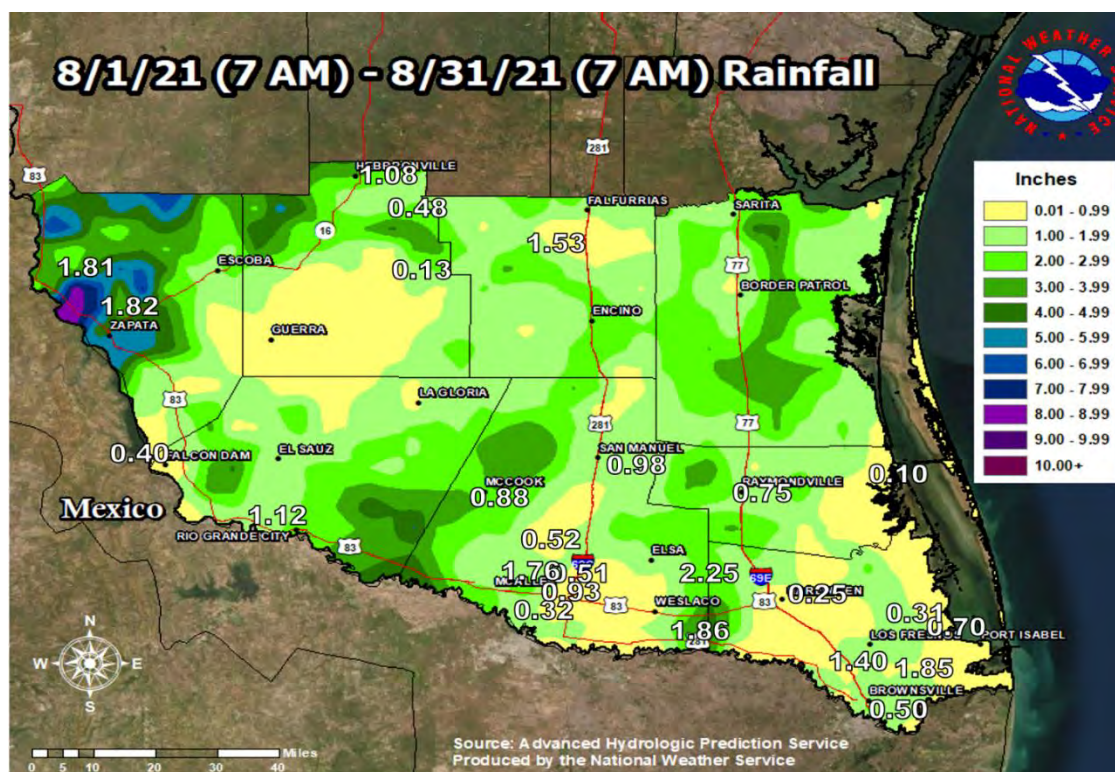 8/1/21 (7 AM) - 8/31/21 (7 AM) Rainfall
NATIONAL WEATHER SERVICE
Inches
0.01 - 0.99
1.00 - 1.99
2.00 - 2.99
3.00 - 3.99
4.00 - 4.99
5.00 - 5.99
6.00 - 6.99
7.00 - 7.99
8.00 - 8.99
9.00 - 9.99
10.00+
281
83
HEBBRONVILLE
1.08
0.48
FALFURRIAS
SARITA
16
1.53
1.81
ESCOBA
0.13
77
BORDER PATROL
1.82
ZAPATA
GUERRA
ENCINO
83
LA GLORIA
281
77
0.40
FALCON DAM
EL SAUZ
SAN MANUEL
0.98
MCCOOK
0.88
RAYMONDVILLE
0.75
0.10
Mexico
1.12
RIO GRANDE CITY
83
0.52
ELSA
1.76
0.51
2.25
69E
0.93
83
WESLACO
83
0.25
0.32
0.31
0.70
PORT ISABEL
1.86
281
1.40
1.85
BROWNSVILLE
0.50
N
W
E
S
Miles
0 5 10 20 30 40
Source: Advanced Hydrologic Prediction Service
Produced by the National Weather Service